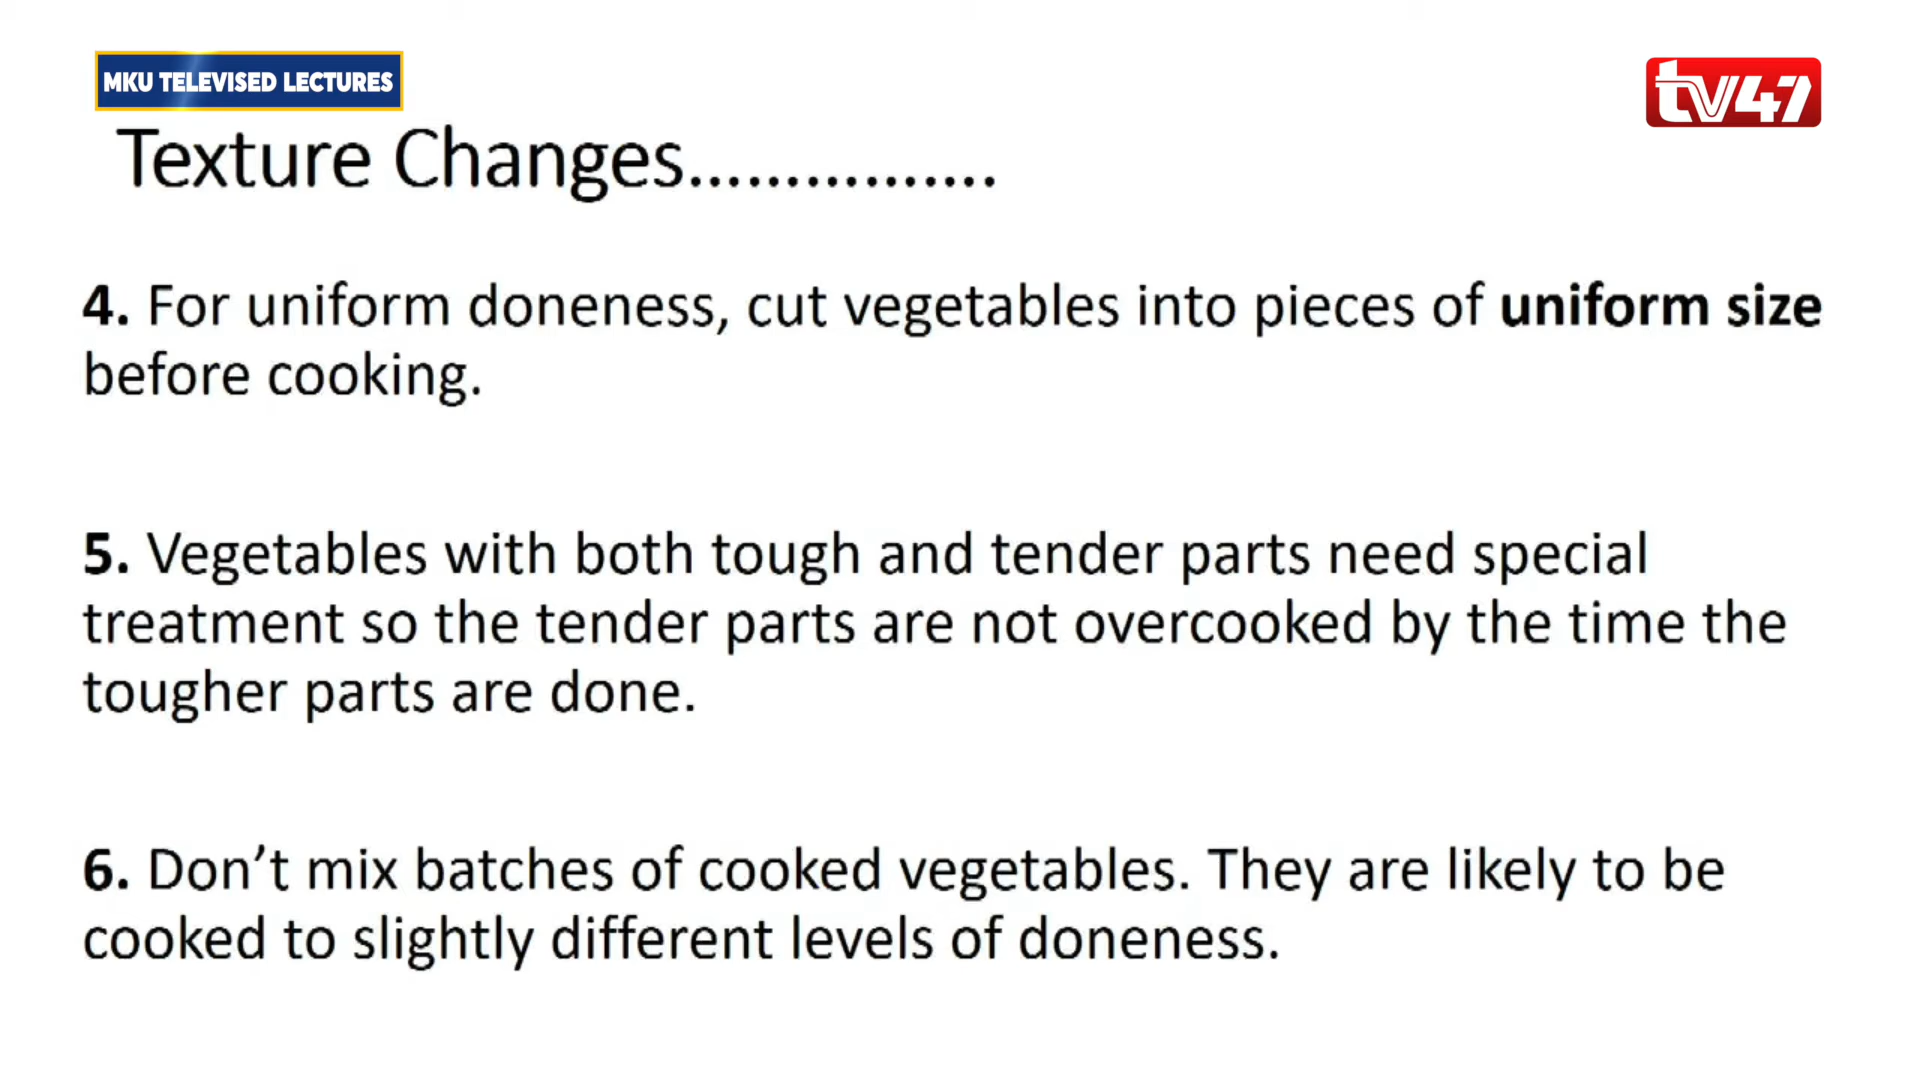 MKU TELEVISED LECTURES
tv47
Texture Changes................
4. For uniform doneness, cut vegetables into pieces of uniform size
before cooking.
5. Vegetables with both tough and tender parts need special
treatment so the tender parts are not overcooked by the time the
tougher parts are done.
6. Don’t mix batches of cooked vegetables. They are likely to be
cooked to slightly different levels of doneness.